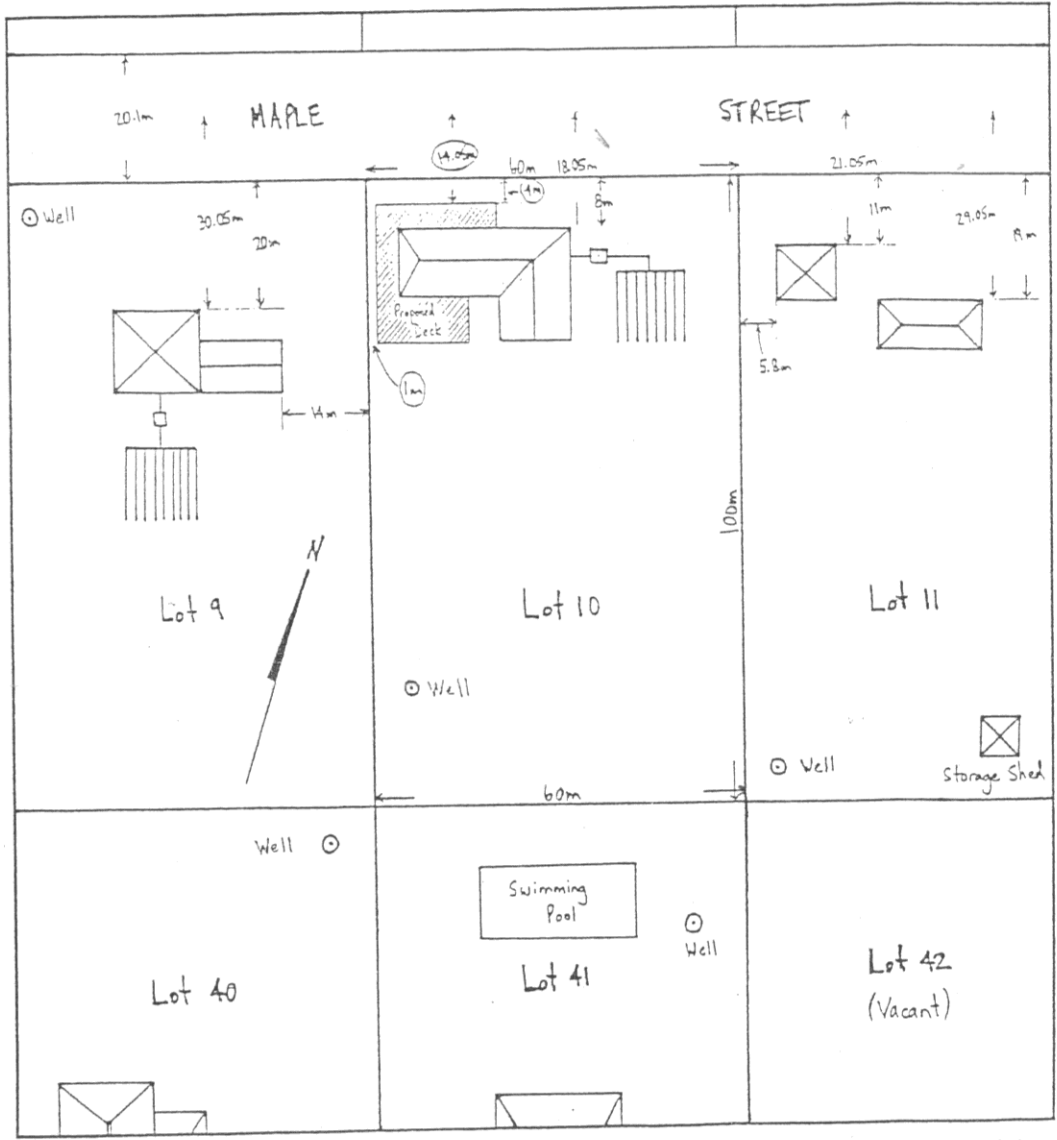 20.1m
MAPLE
STREET
14.05m
60m
18.05m
21.05m
4m
8m
11m
Well
30.05m
20m
29.05m
Proposed
Deck
1m
5.8m
14m
100m
N
Lot 9
Lot 10
Lot 11
Well
Well
Storage Shed
60m
Well
Swimming
Pool
Well
Lot 40
Lot 41
Lot 42
(Vacant)